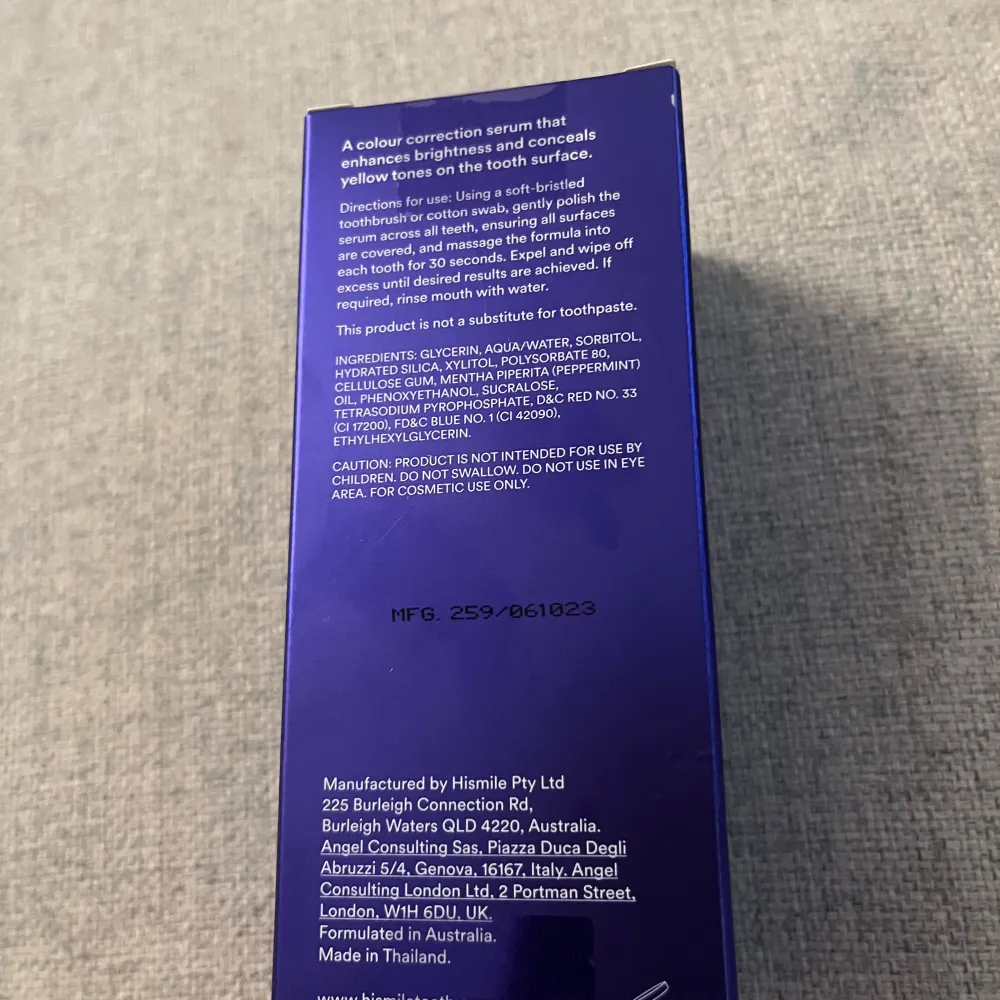 A colour correction serum that
enhances brightness and conceals
yellow tones on the tooth surface.
Directions for use: Using a soft-bristled
toothbrush or cotton swab, gently polish the
serum across all teeth, ensuring all surfaces
are covered, and massage the formula into
each tooth for 30 seconds. Expel and wipe off
excess until desired results are achieved. If
required, rinse mouth with water.
This product is not a substitute for toothpaste.
INGREDIENTS: GLYCERIN, AQUA/WATER, SORBITOL,
HYDRATED SILICA, XYLITOL, POLYSORBATE 80,
CELLULOSE GUM, MENTHA PIPERITA (PEPPERMINT)
OIL, PHENOXYETHANOL, SUCRALOSE,
TETRASODIUM PYROPHOSPHATE, D&C RED NO. 33
(CI 17200), FD&C BLUE NO. 1 (CI 42090),
ETHYLHEXYLGLYCERIN.
CAUTION: PRODUCT IS NOT INTENDED FOR USE BY
CHILDREN. DO NOT SWALLOW. DO NOT USE IN EYE
AREA. FOR COSMETIC USE ONLY.
MFG. 259/061023
Manufactured by Hismile Pty Ltd
225 Burleigh Connection Rd,
Burleigh Waters QLD 4220, Australia.
Angel Consulting Sas, Piazza Duca Degli
Abruzzi 5/4, Genova, 16167, Italy. Angel
Consulting London Ltd, 2 Portman Street,
London, W1H 6DU, UK.
Formulated in Australia.
Made in Thailand.